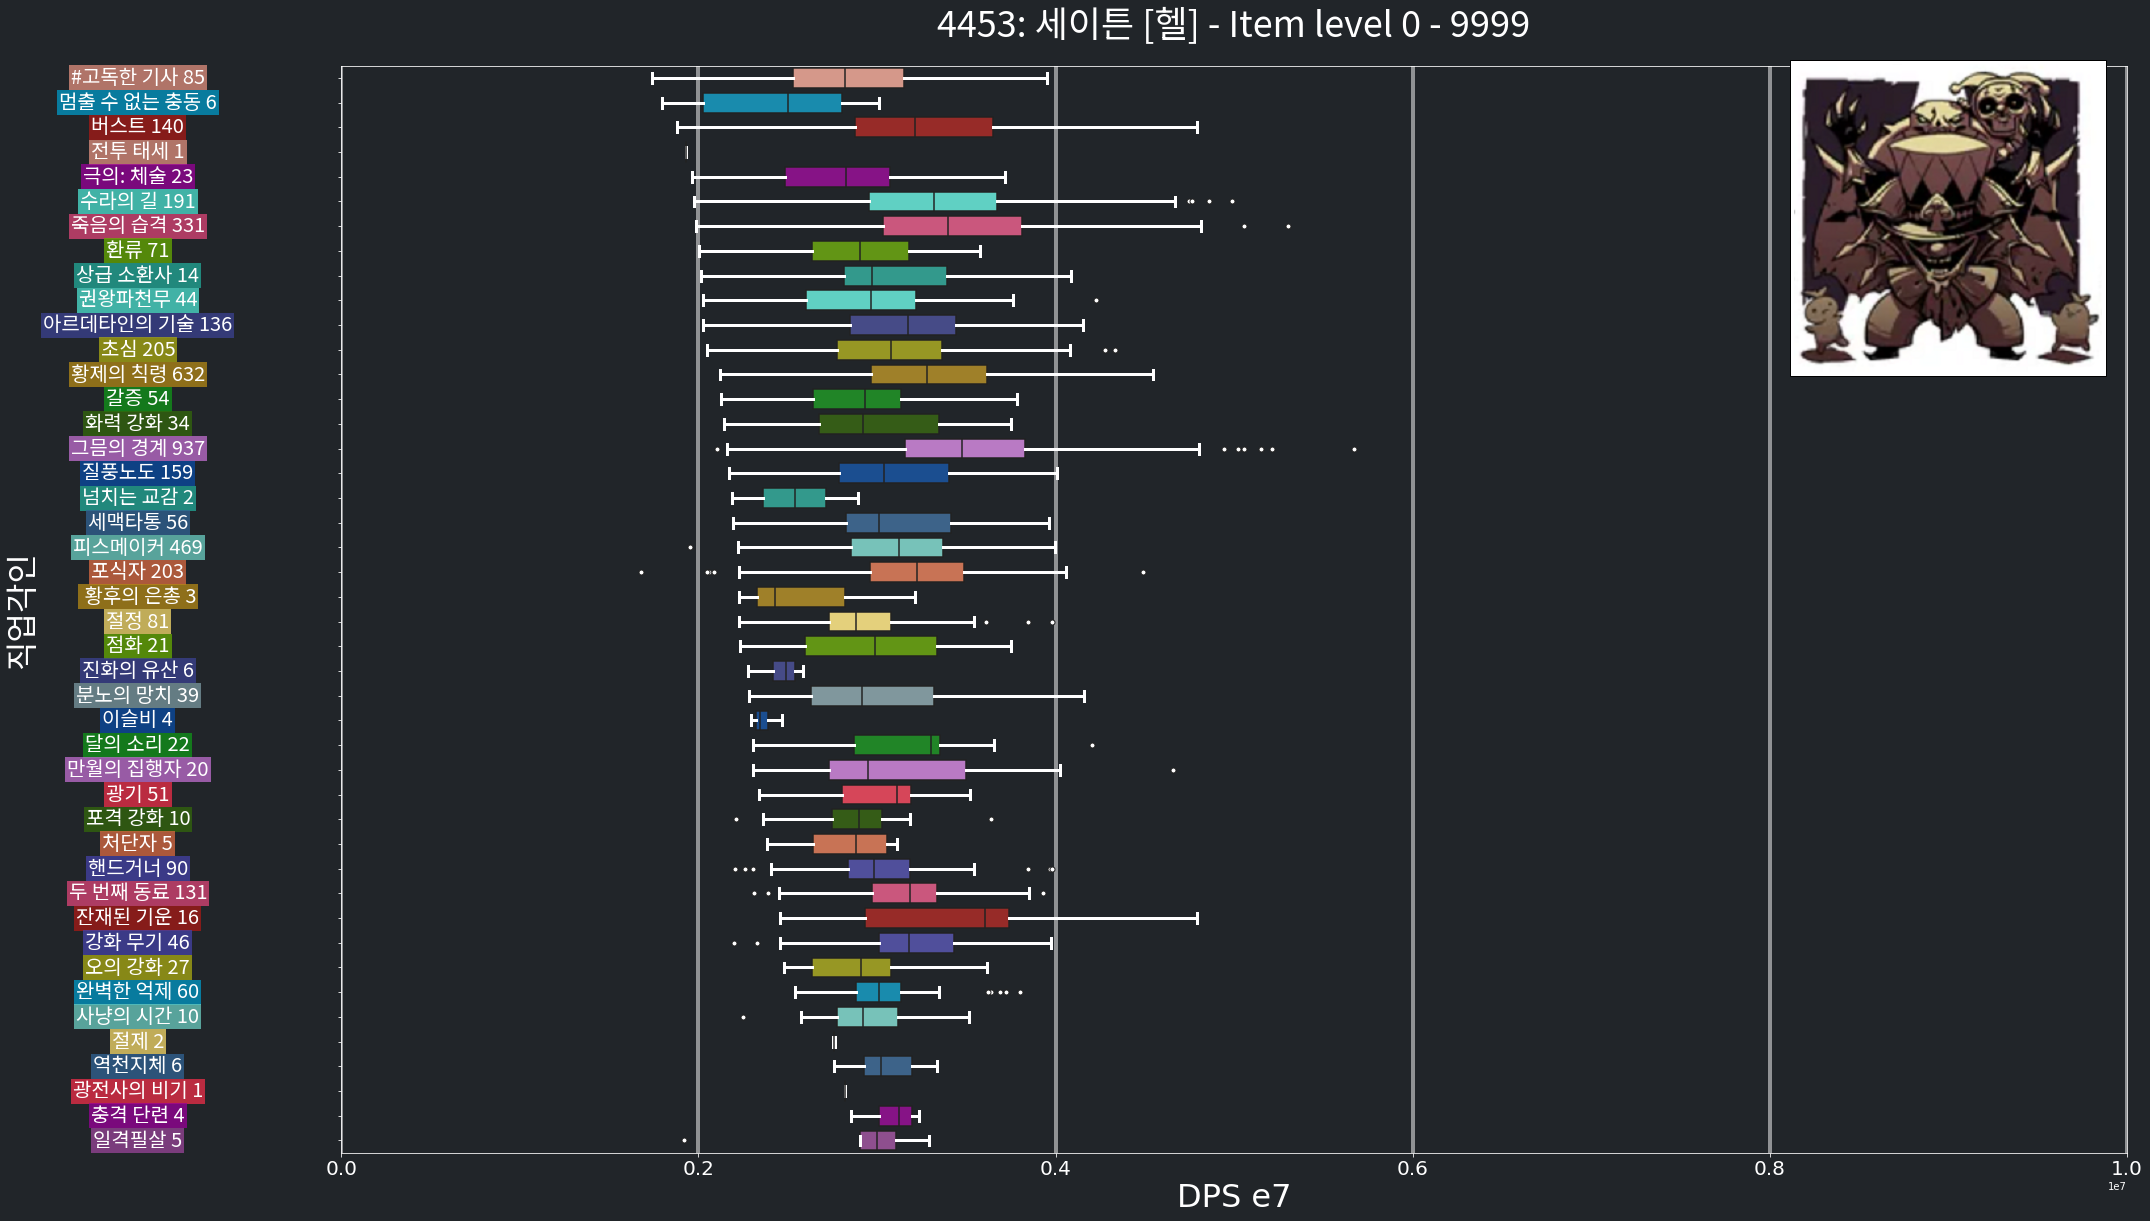 4453: 세이튼 [헬] - Item level 0 - 9999
#고독한 기사 85
멈출 수 없는 충동 6
버스트 140
전투 태세 1
극의: 체술 23
수라의 길 191
죽음의 습격 331
환류 71
상급 소환사 14
권왕파천무 44
아르데타인의 기술 136
초심 205
황제의 칙령 632
갈증 54
화력 강화 34
그믐의 경계 937
질풍노도 159
넘치는 교감 2
세맥타통 56
피스메이커 469
포식자 203
황후의 은총 3
절정 81
점화 21
진화의 유산 6
분노의 망치 39
이슬비 4
달의 소리 22
만월의 집행자 20
광기 51
포격 강화 10
처단자 5
핸드거너 90
두 번째 동료 131
잔재된 기운 16
강화 무기 46
오의 강화 27
완벽한 억제 60
사냥의 시간 10
절제 2
역천지체 6
광전사의 비기 1
충격 단련 4
일격필살 5
직업각인
0.0 0.2 0.4 0.6 0.8 1.0
1e7
DPS e7